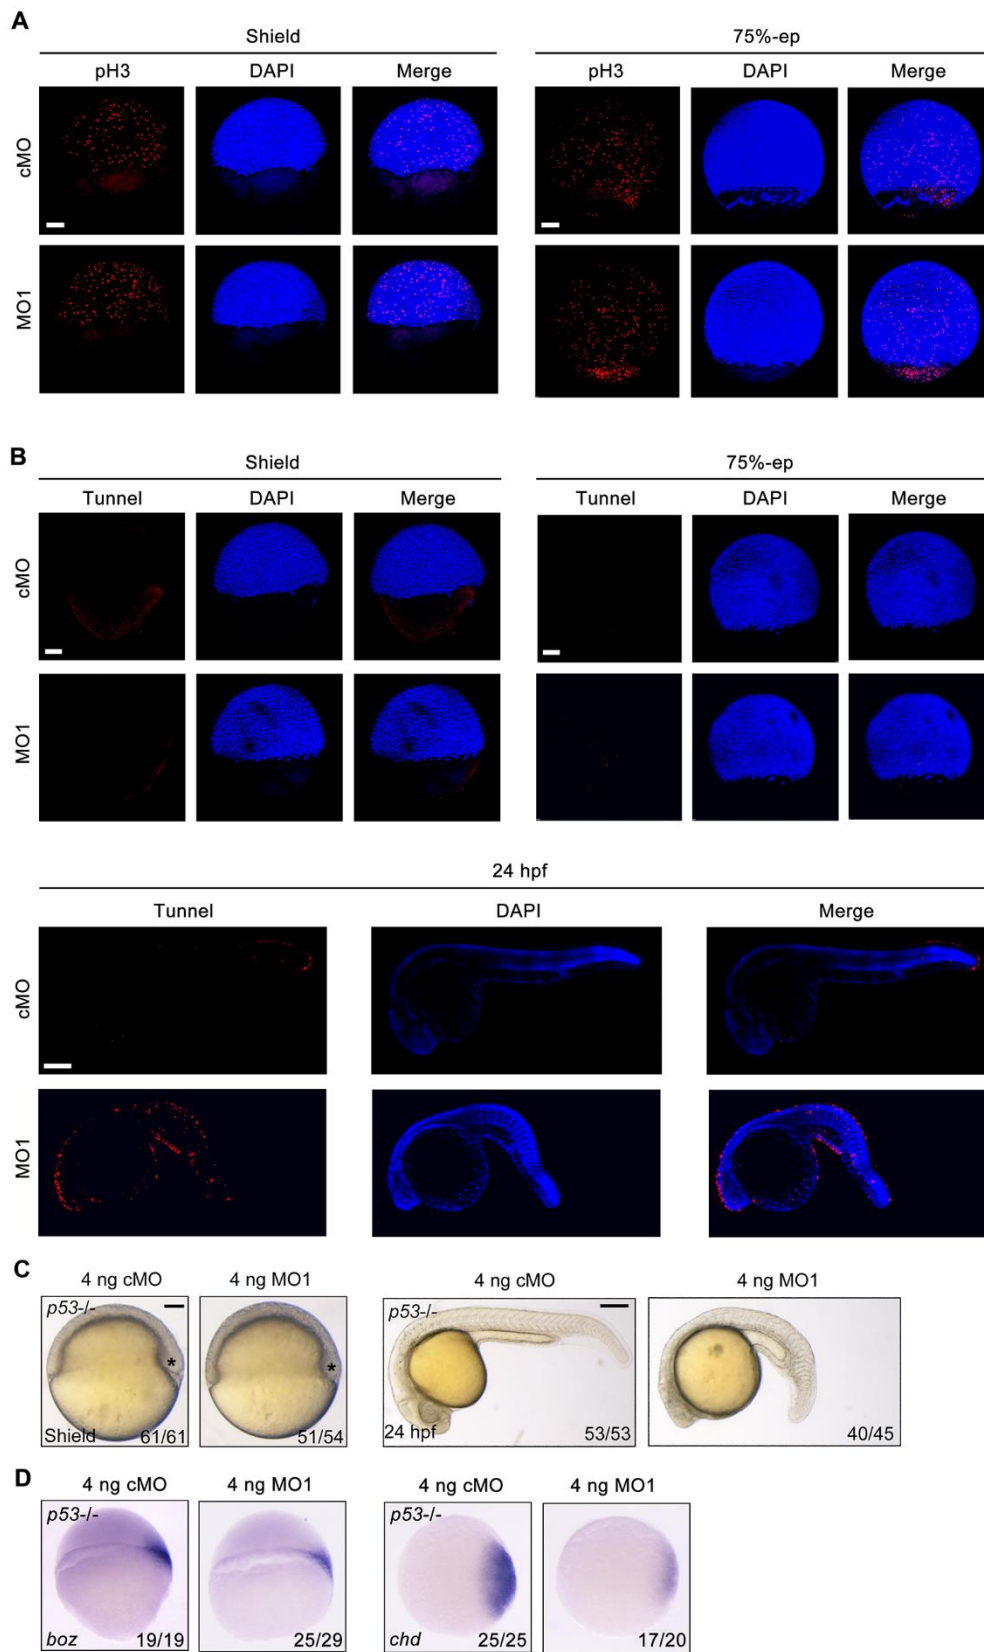 A
Shield 75%-ep
pH3 DAPI Merge pH3 DAPI Merge
cMO
MO1
B
Shield 75%-ep
Tunnel DAPI Merge Tunnel DAPI Merge
cMO
MO1
24 hpf
Tunnel DAPI Merge
cMO
MO1
C
4 ng cMO 4 ng MO1 4 ng cMO 4 ng MO1
p53-/- p53-/-
* *
Shield 61/61 51/54 24 hpf 53/53 40/45
D
4 ng cMO 4 ng MO1 4 ng cMO 4 ng MO1
p53-/- p53-/-
boz 19/19 25/29 chd 25/25 17/20